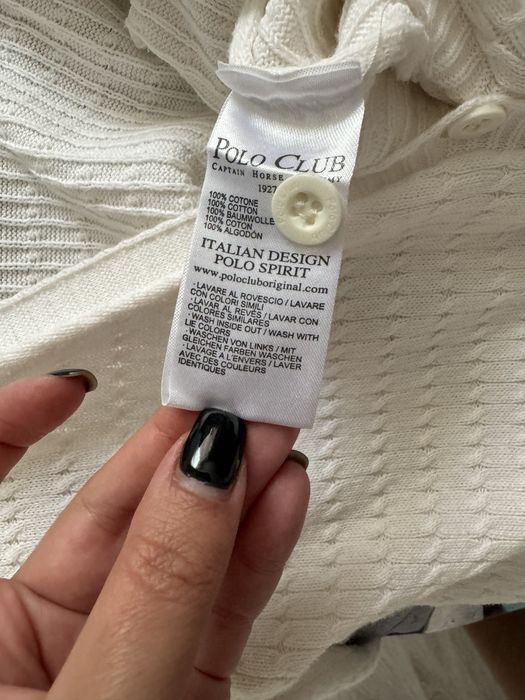 POLO CLUB
CAPTAIN HORSE
1927
100% COTONE
100% COTTON
100% BAUMWOLLE
100% COTON
100% ALGODÓN
ITALIAN DESIGN
POLO SPIRIT
www.polocluboriginal.com
· LAVARE AL ROVESCIO / LAVARE
CON COLORI SIMILI
· LAVAR AL REVÉS / LAVAR CON
COLORES SIMILARES
· WASH INSIDE OUT / WASH WITH
LIE COLORS
· WASCHEN VON LINKS / MIT
GLEICHEN FARBEN WASCHEN
· LAVAGE A L'ENVERS / LAVER
AVEC DES COULEURS
IDENTIQUES